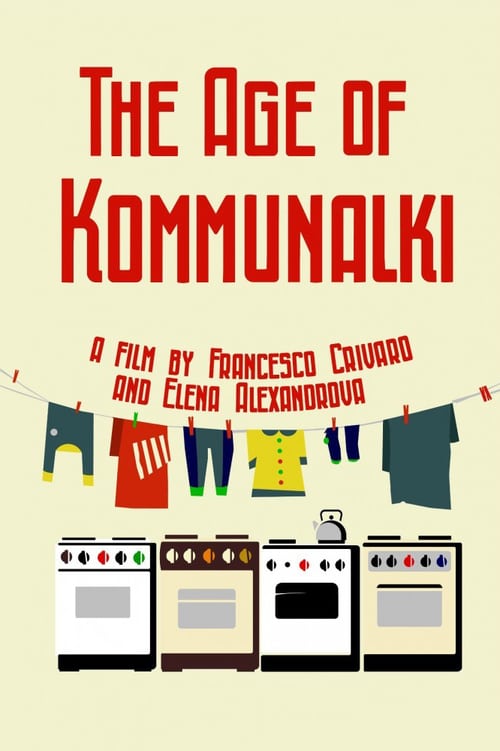 The Age of
Kommunalki
A film by Francesco Crivaro
and Elena Alexandrova